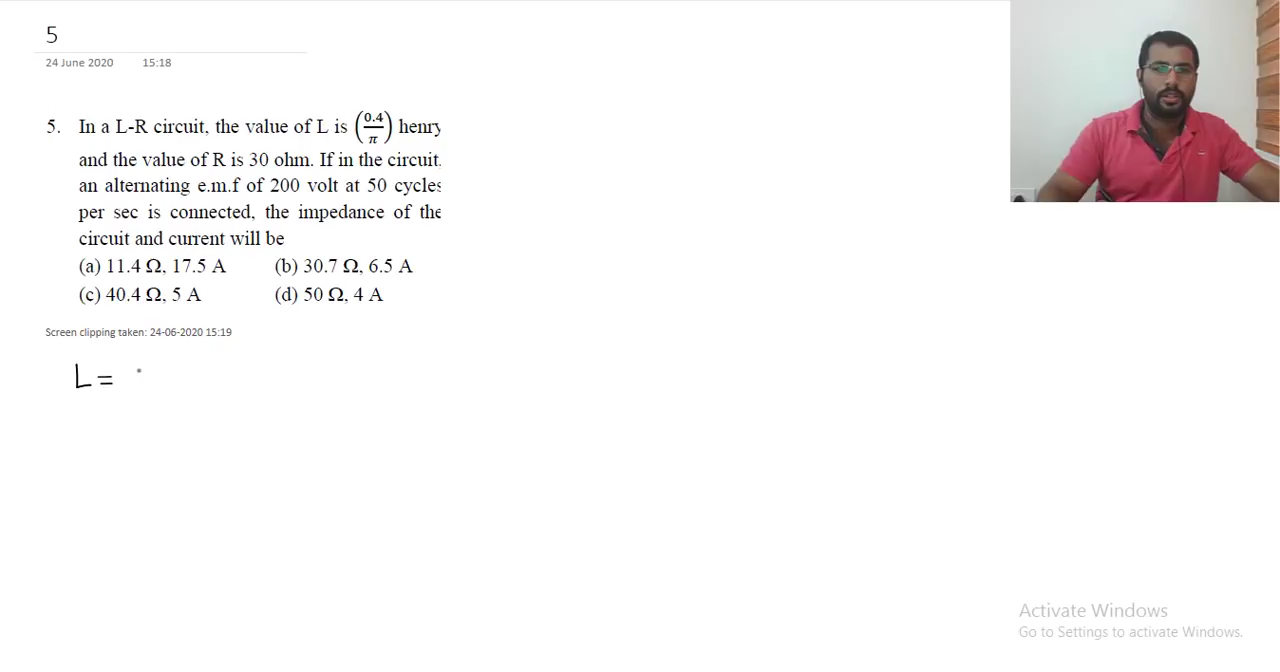 5
24 June 2020 15:18
5. In a L-R circuit, the value of L is (0.4/π) henry
and the value of R is 30 ohm. If in the circuit,
an alternating e.m.f of 200 volt at 50 cycles
per sec is connected, the impedance of the
circuit and current will be
(a) 11.4 Ω, 17.5 A (b) 30.7 Ω, 6.5 A
(c) 40.4 Ω, 5 A (d) 50 Ω, 4 A
Screen clipping taken: 24-06-2020 15:19
L =
Activate Windows
Go to Settings to activate Windows.